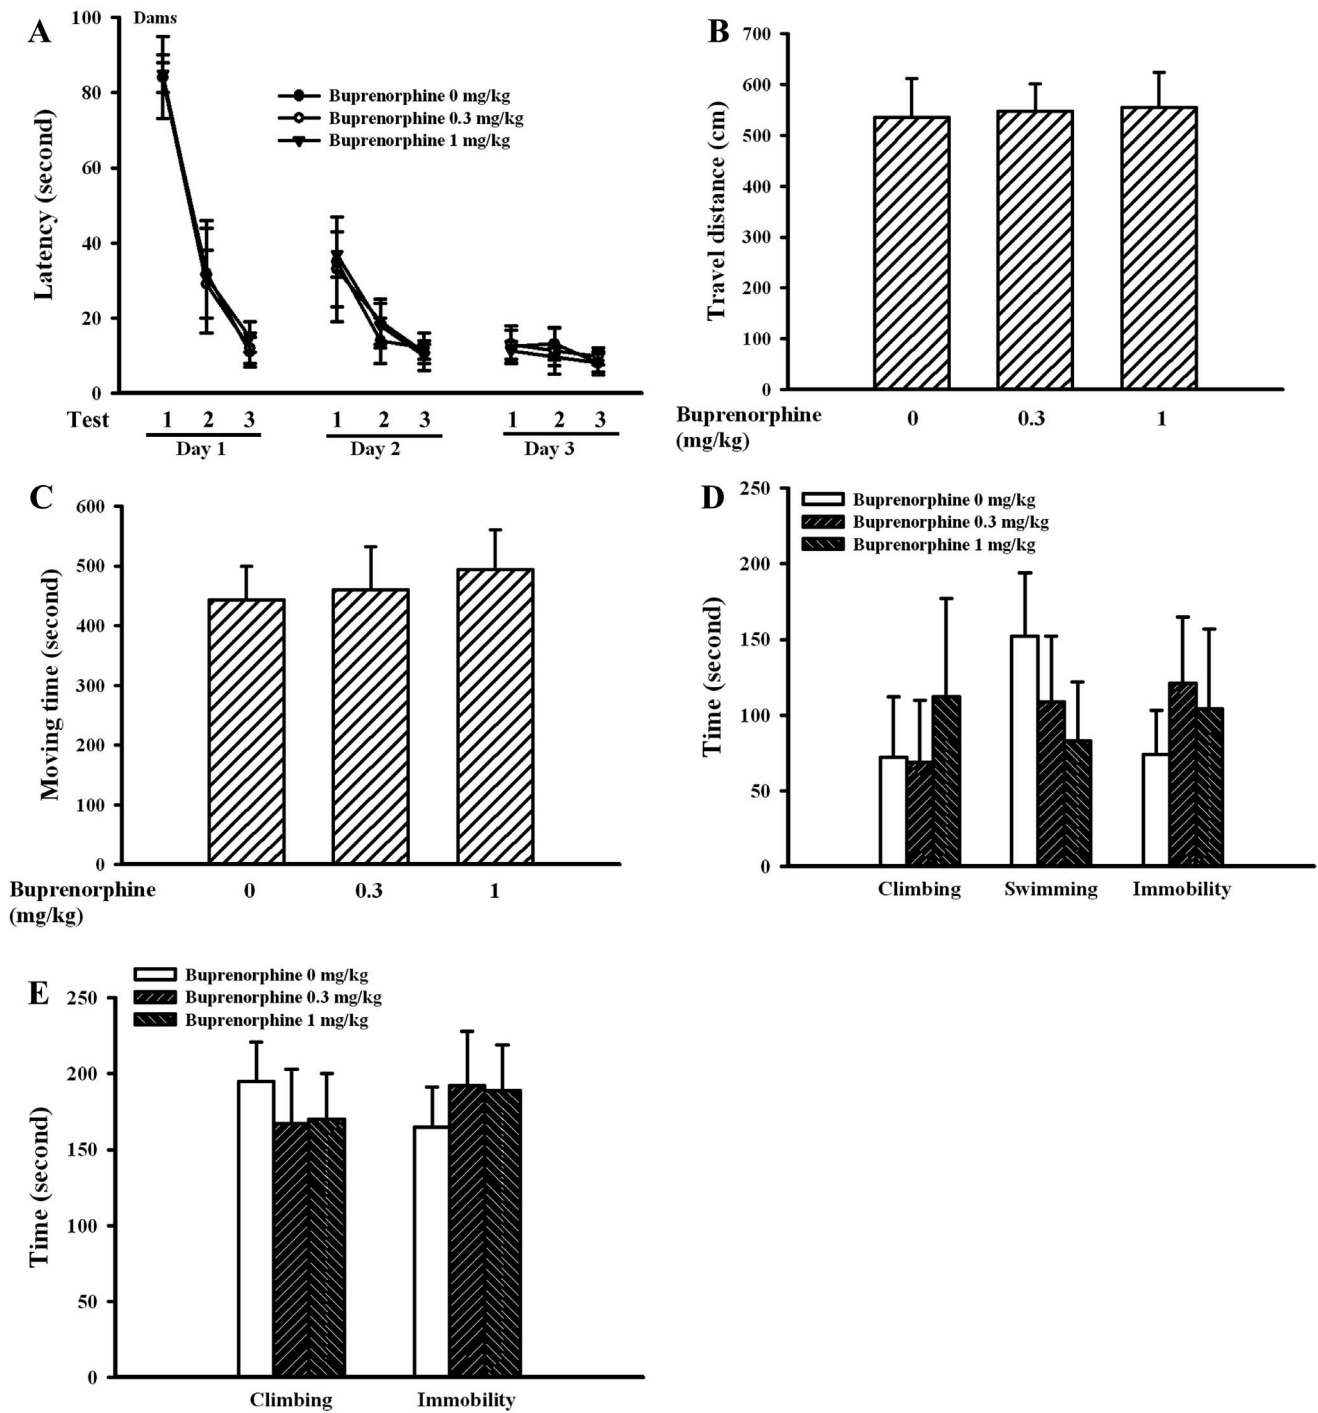 A
Dams
100
80
60
40
20
0
Latency (second)
Buprenorphine 0 mg/kg
Buprenorphine 0.3 mg/kg
Buprenorphine 1 mg/kg
Test 1 2 3 1 2 3 1 2 3
Day 1 Day 2 Day 3
B
700
600
500
400
300
200
100
0
Travel distance (cm)
Buprenorphine 0 0.3 1
(mg/kg)
C
600
500
400
300
200
100
0
Moving time (second)
Buprenorphine 0 0.3 1
(mg/kg)
D
250
200
150
100
50
0
Time (second)
Buprenorphine 0 mg/kg
Buprenorphine 0.3 mg/kg
Buprenorphine 1 mg/kg
Climbing Swimming Immobility
E
Buprenorphine 0 mg/kg
Buprenorphine 0.3 mg/kg
Buprenorphine 1 mg/kg
250
200
150
100
50
0
Time (second)
Climbing Immobility